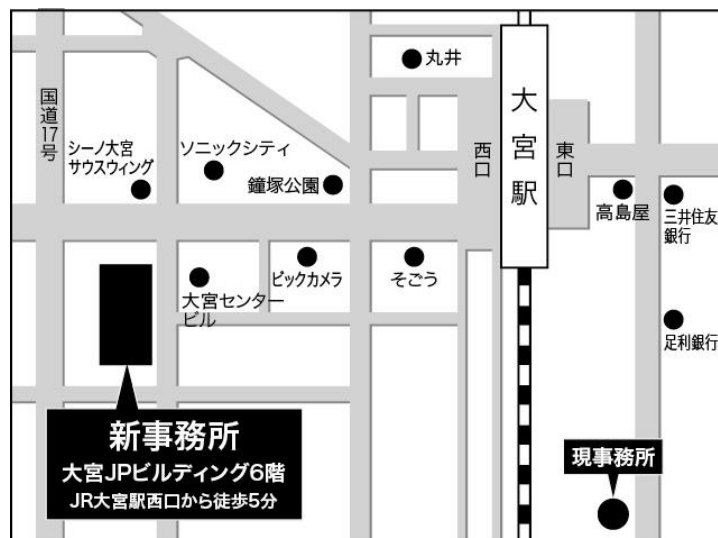 丸井
国道17号
大宮駅
西口
東口
シーノ大宮
サウスウィング
ソニックシティ
鐘塚公園
高島屋
三井住友
銀行
大宮センター
ビル
ビックカメラ
そごう
足利銀行
新事務所
大宮JPビルディング6階
JR大宮駅西口から徒歩5分
現事務所